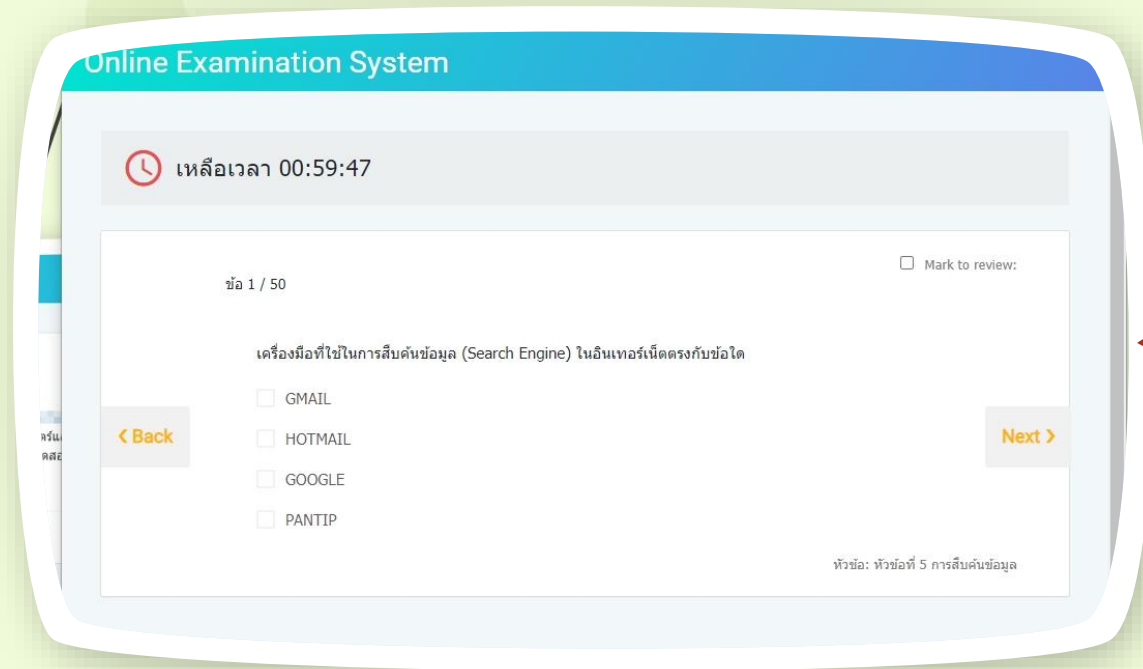 Online Examination System
เหลือเวลา 00:59:47
Mark to review:
ข้อ 1 / 50
เครื่องมือที่ใช้ในการสืบค้นข้อมูล (Search Engine) ในอินเทอร์เน็ตตรงกับข้อใด
GMAIL
HOTMAIL
GOOGLE
PANTIP
Back
Next
หัวข้อ: หัวข้อที่ 5 การสืบค้นข้อมูล